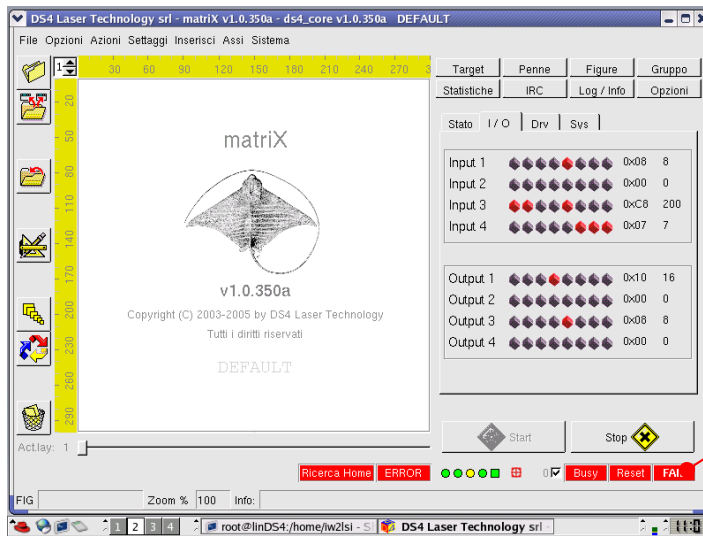 DS4 Laser Technology srl - matriX v1.0.350a - ds4_core v1.0.350a DEFAULT
File Opzioni Azioni Settaggi Inserisci Assi Sistema
1 30 60 90 120 150 180 210 240 270
20
50
80
110
140
170
200
230
260
290
matriX
v1.0.350a
Copyright (C) 2003-2005 by DS4 Laser Technology
Tutti i diritti riservati
DEFAULT
Act.lay: 1
Target Penne Figure Gruppo
Statistiche IRC Log / Info Opzioni
Stato I / O Drv Sys
Input 1 0x08 8
Input 2 0x00 0
Input 3 0xC8 200
Input 4 0x07 7
Output 1 0x10 16
Output 2 0x00 0
Output 3 0x08 8
Output 4 0x00 0
Start Stop
Ricerca Home ERROR 0 Busy Reset
FIG Zoom % 100 Info:
1 2 3 4 root@linDS4:/home/iw2lsi - S DS4 Laser Technology srl -